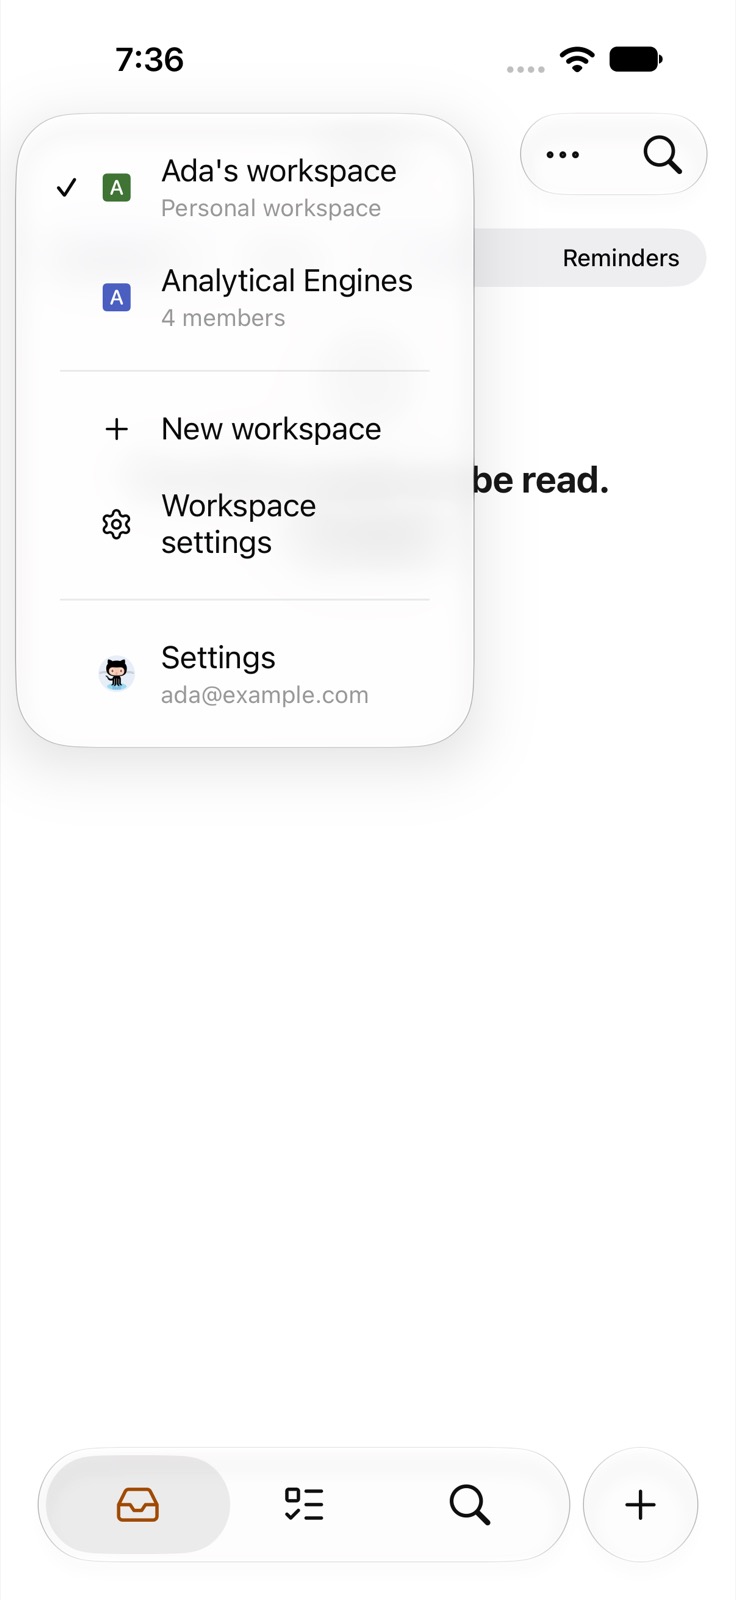 7:36
A
Ada's workspace
Personal workspace
A
Analytical Engines
4 members
Reminders
New workspace
be read.
Workspace
settings
Settings
ada@example.com